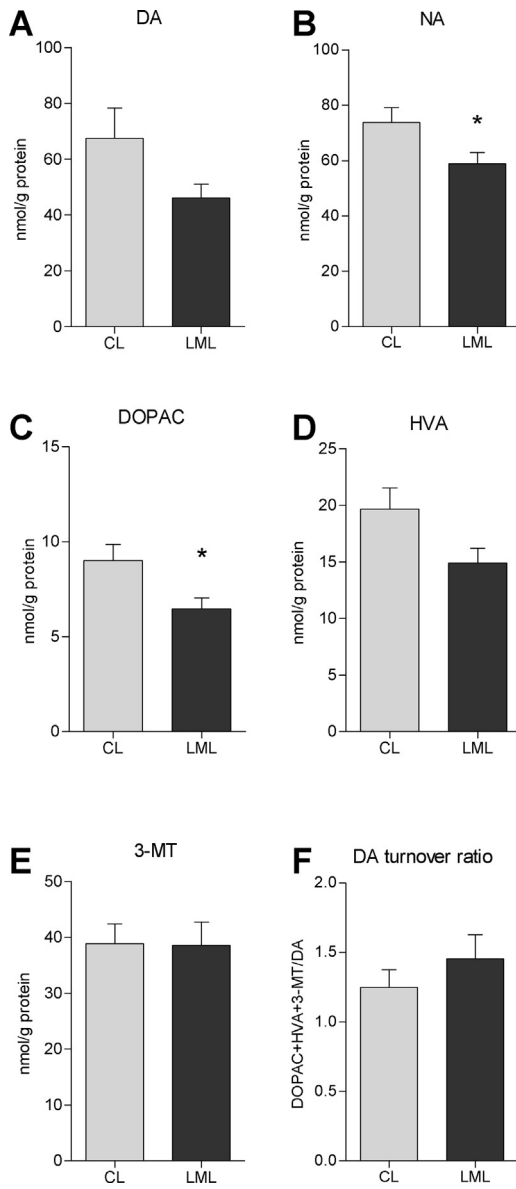 A
DA
nmol/g protein
100
80
60
40
20
0
CL
LML
B
NA
nmol/g protein
100
80
60
40
20
0
*
CL
LML
C
DOPAC
nmol/g protein
15
10
5
0
*
CL
LML
D
HVA
nmol/g protein
25
20
15
10
5
0
CL
LML
E
3-MT
nmol/g protein
50
40
30
20
10
0
CL
LML
F
DA turnover ratio
DOPAC+HVA+3-MT/DA
2.0
1.5
1.0
0.5
0.0
CL
LML